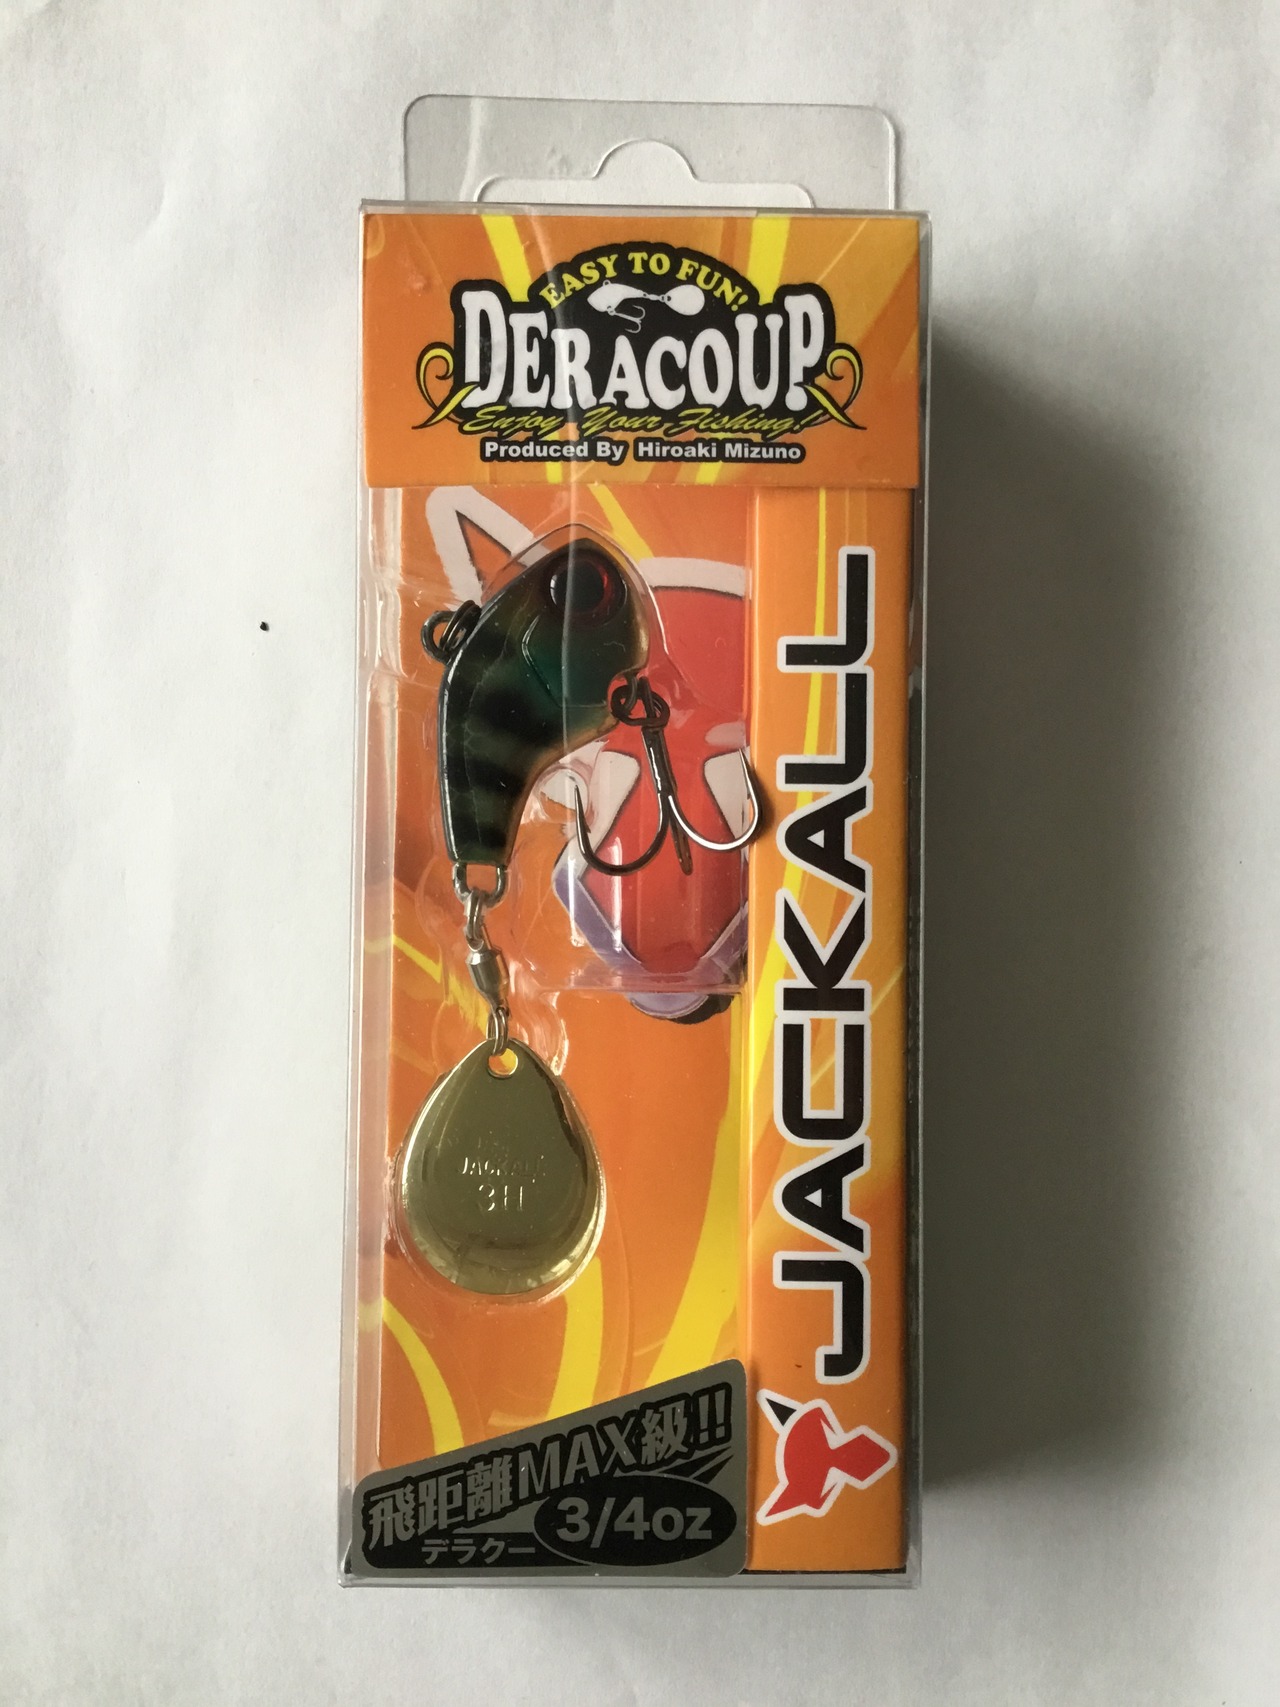 EASY TO FUN!
DERACOUP
Enjoy Your Fishing!
Produced By Hiroaki Mizuno
JACKALL
JACKALL
3H
飛距離MAX級!!
デラクー
3/4oz